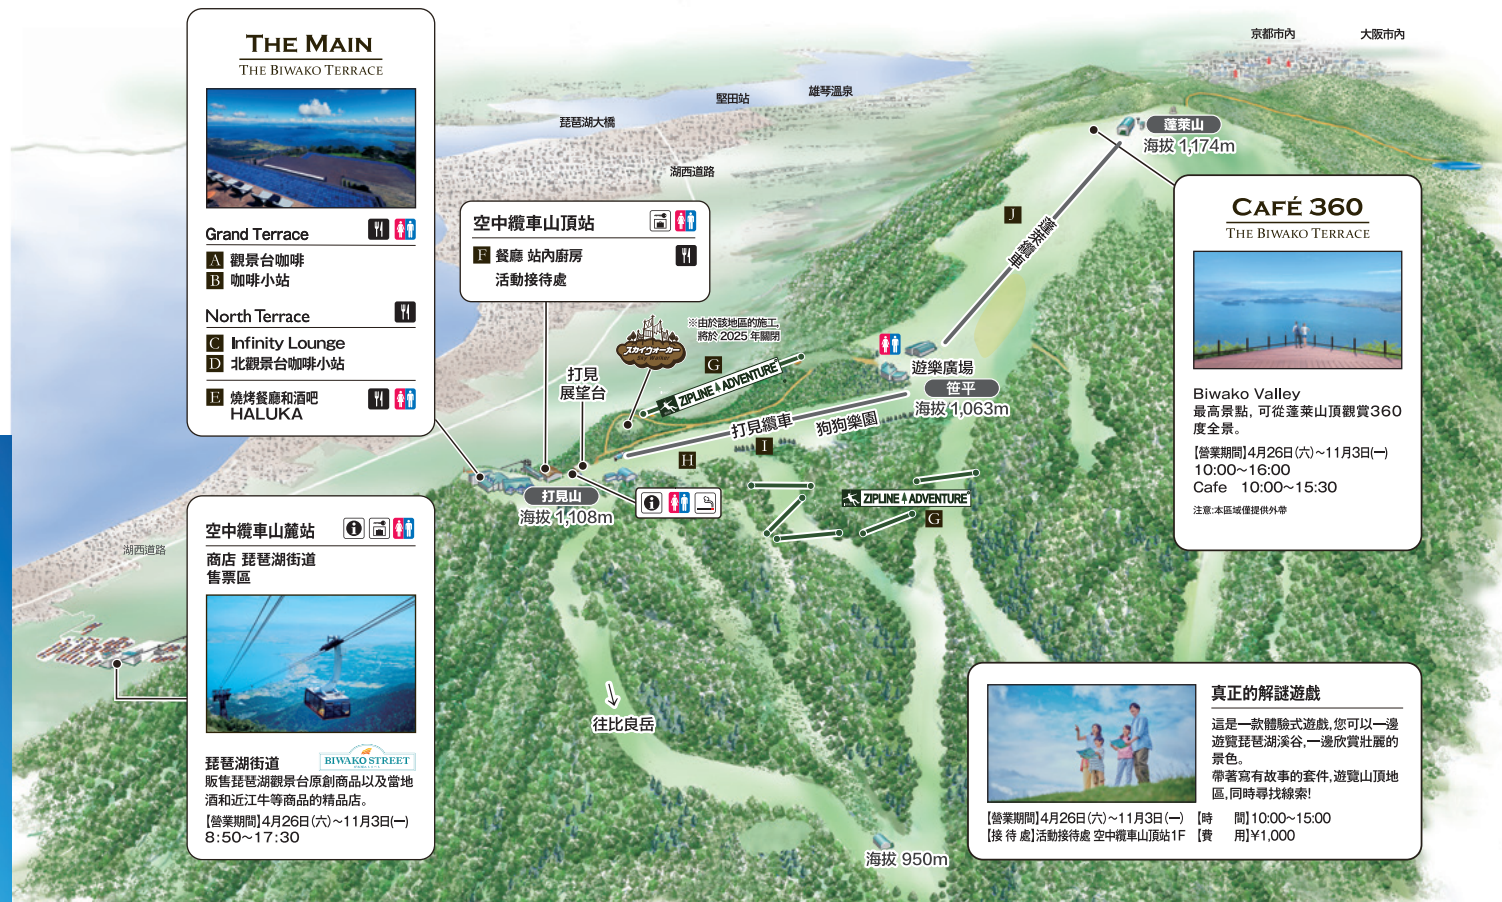 THE MAIN
THE BIWAKO TERRACE
Grand Terrace
A 觀景台咖啡
B 咖啡小站
North Terrace
C Infinity Lounge
D 北觀景台咖啡小站
E 燒烤餐廳和酒吧
HALUKA
空中纜車山頂站
F 餐廳 站內廚房
活動接待處
琵琶湖大橋
堅田站
雄琴溫泉
湖西道路
京都市內
大阪市內
蓬萊山
海拔 1,174m
J
蓬萊纜車
CAFÉ 360
THE BIWAKO TERRACE
Biwako Valley
最高景點, 可從蓬萊山頂觀賞360
度全景。
【營業期間】4月26日(六)～11月3日(一)
10:00～16:00
Cafe 10:00～15:30
注意:本區域僅提供外帶
※由於該地區的施工,
將於 2025 年關閉
スカイウォーカー
Sky Walker
G
ZIPLINE ADVENTURE
打見
展望台
遊樂廣場
笹平
海拔 1,063m
打見纜車
狗狗樂園
I
H
打見山
海拔 1,108m
ZIPLINE ADVENTURE
G
空中纜車山麓站
商店 琵琶湖街道
售票區
琵琶湖街道
BIWAKO STREET
販售琵琶湖觀景台原創商品以及當地
酒和近江牛等商品的精品店。
【營業期間】4月26日(六)～11月3日(一)
8:50～17:30
湖西道路
往比良岳
海拔 950m
真正的解謎遊戲
這是一款體驗式遊戲,您可以一邊
遊覽琵琶湖溪谷,一邊欣賞壯麗的
景色。
帶著寫有故事的套件,遊覽山頂地
區,同時尋找線索!
【營業期間】4月26日(六)～11月3日(一) 【時 間】10:00～15:00
【接 待 處】活動接待處 空中纜車山頂站1F 【費 用】¥1,000